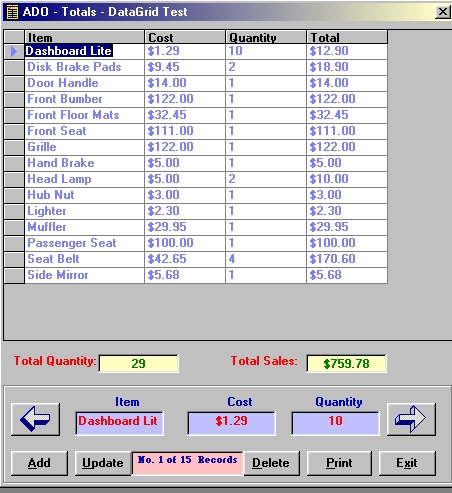 ADO - Totals - DataGrid Test
Item Cost Quantity Total
Dashboard Lite $1.29 10 $12.90
Disk Brake Pads $9.45 2 $18.90
Door Handle $14.00 1 $14.00
Front Bumber $122.00 1 $122.00
Front Floor Mats $32.45 1 $32.45
Front Seat $111.00 1 $111.00
Grille $122.00 1 $122.00
Hand Brake $5.00 1 $5.00
Head Lamp $5.00 2 $10.00
Hub Nut $3.00 1 $3.00
Lighter $2.30 1 $2.30
Muffler $29.95 1 $29.95
Passenger Seat $100.00 1 $100.00
Seat Belt $42.65 4 $170.60
Side Mirror $5.68 1 $5.68
Total Quantity: 29 Total Sales: $759.78
Item Cost Quantity
Dashboard Lit $1.29 10
Add Update No. 1 of 15 Records Delete Print Exit